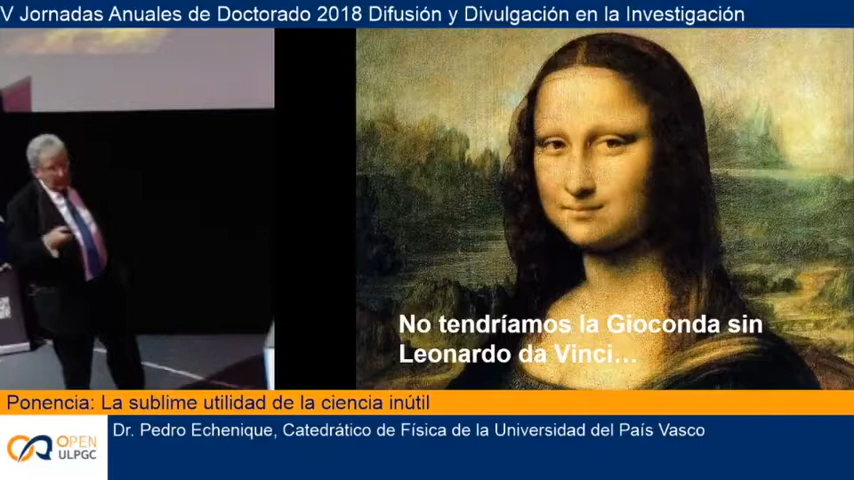 V Jornadas Anuales de Doctorado 2018 Difusión y Divulgación en la Investigación
No tendríamos la Gioconda sin
Leonardo da Vinci...
Ponencia: La sublime utilidad de la ciencia inútil
OPEN
ULPGC
Dr. Pedro Echenique, Catedrático de Física de la Universidad del País Vasco